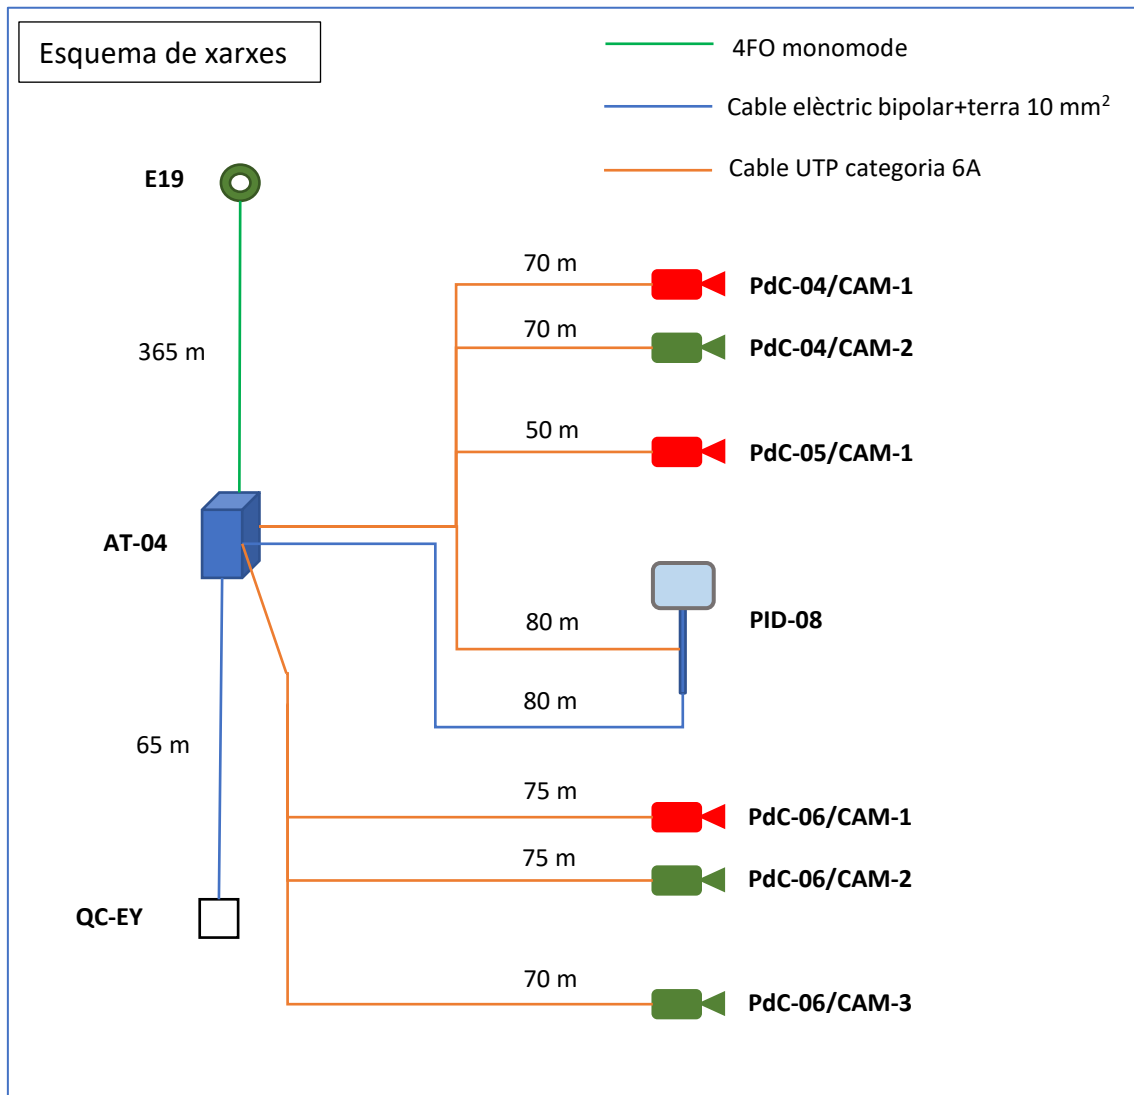 Esquema de xarxes
4FO monomode
Cable elèctric bipolar+terra 10 mm²
Cable UTP categoria 6A
E19
70 m
PdC-04/CAM-1
70 m
PdC-04/CAM-2
365 m
50 m
PdC-05/CAM-1
AT-04
80 m
PID-08
80 m
65 m
75 m
PdC-06/CAM-1
75 m
PdC-06/CAM-2
QC-EY
70 m
PdC-06/CAM-3